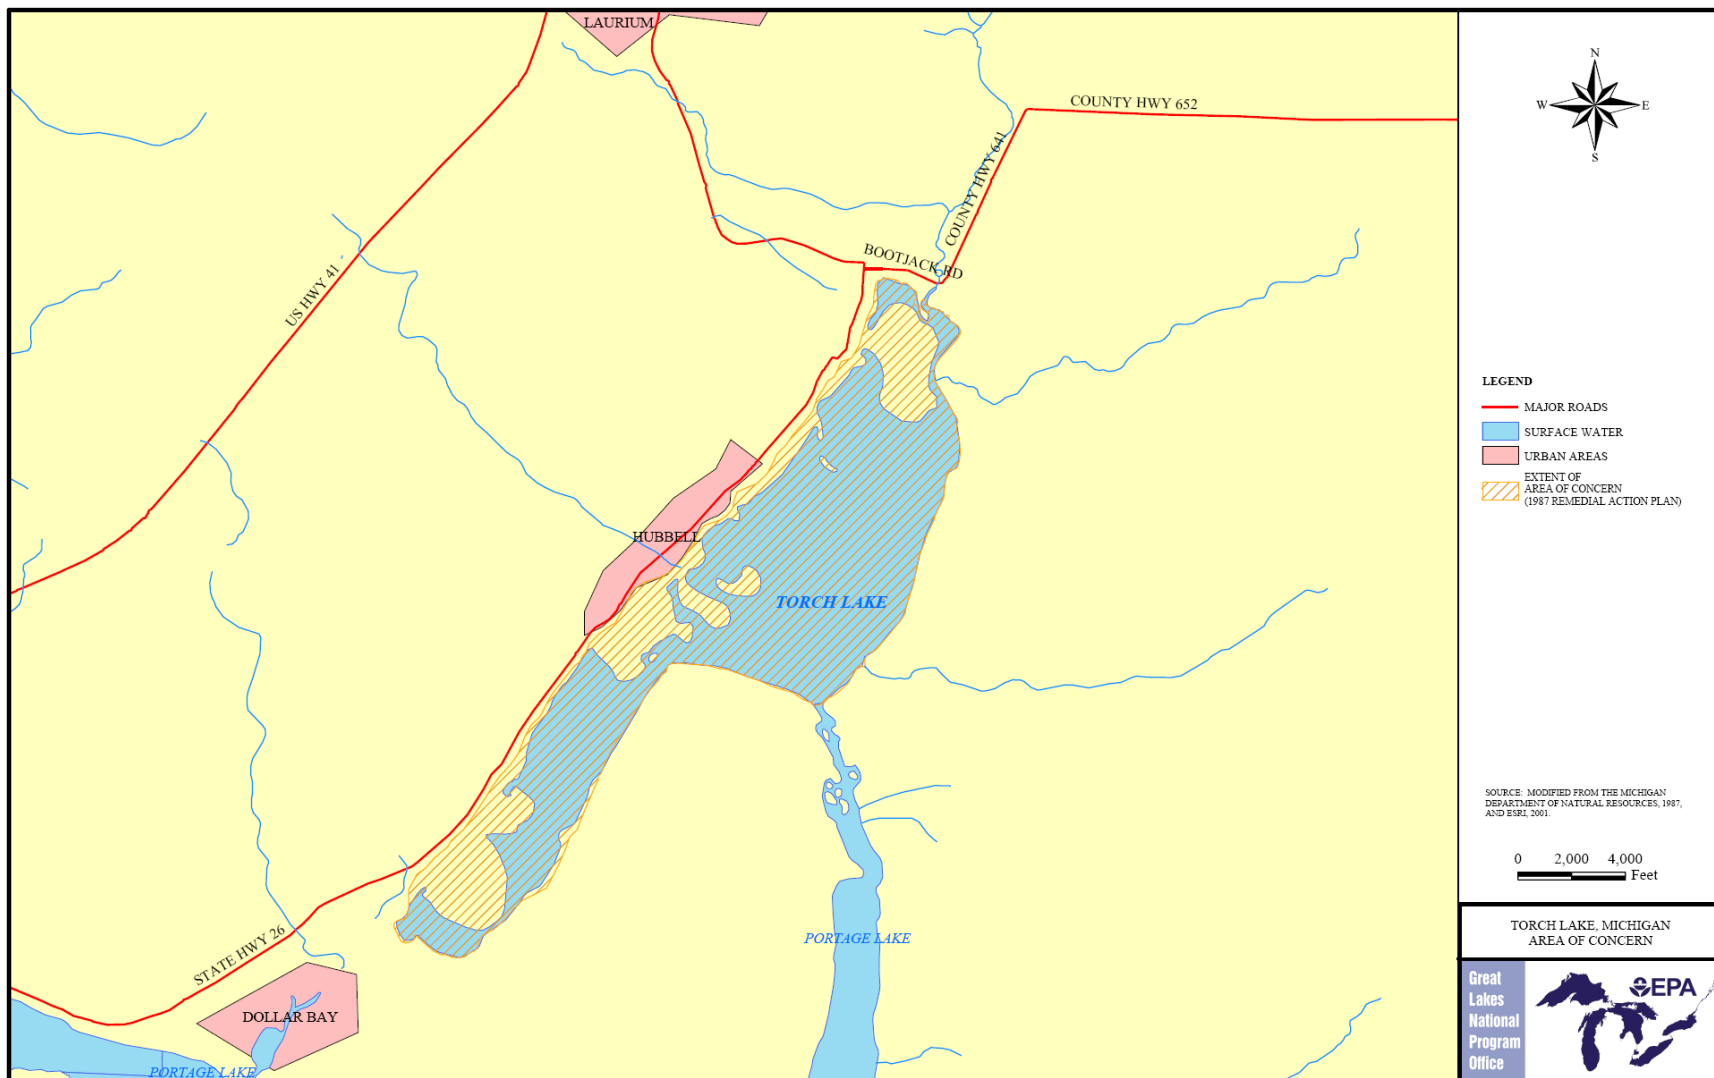 LAURIUM
COUNTY HWY 652
COUNTY HWY 641
BOOTJACK RD
US HWY 41
HUBBELL
TORCH LAKE
PORTAGE LAKE
STATE HWY 26
DOLLAR BAY
PORTAGE LAKE
N
W E
S
LEGEND
MAJOR ROADS
SURFACE WATER
URBAN AREAS
EXTENT OF
AREA OF CONCERN
(1987 REMEDIAL ACTION PLAN)
SOURCE: MODIFIED FROM THE MICHIGAN
DEPARTMENT OF NATURAL RESOURCES, 1987,
AND ESRI, 2001.
0 2,000 4,000
Feet
TORCH LAKE, MICHIGAN
AREA OF CONCERN
Great
Lakes
National
Program
Office
EPA